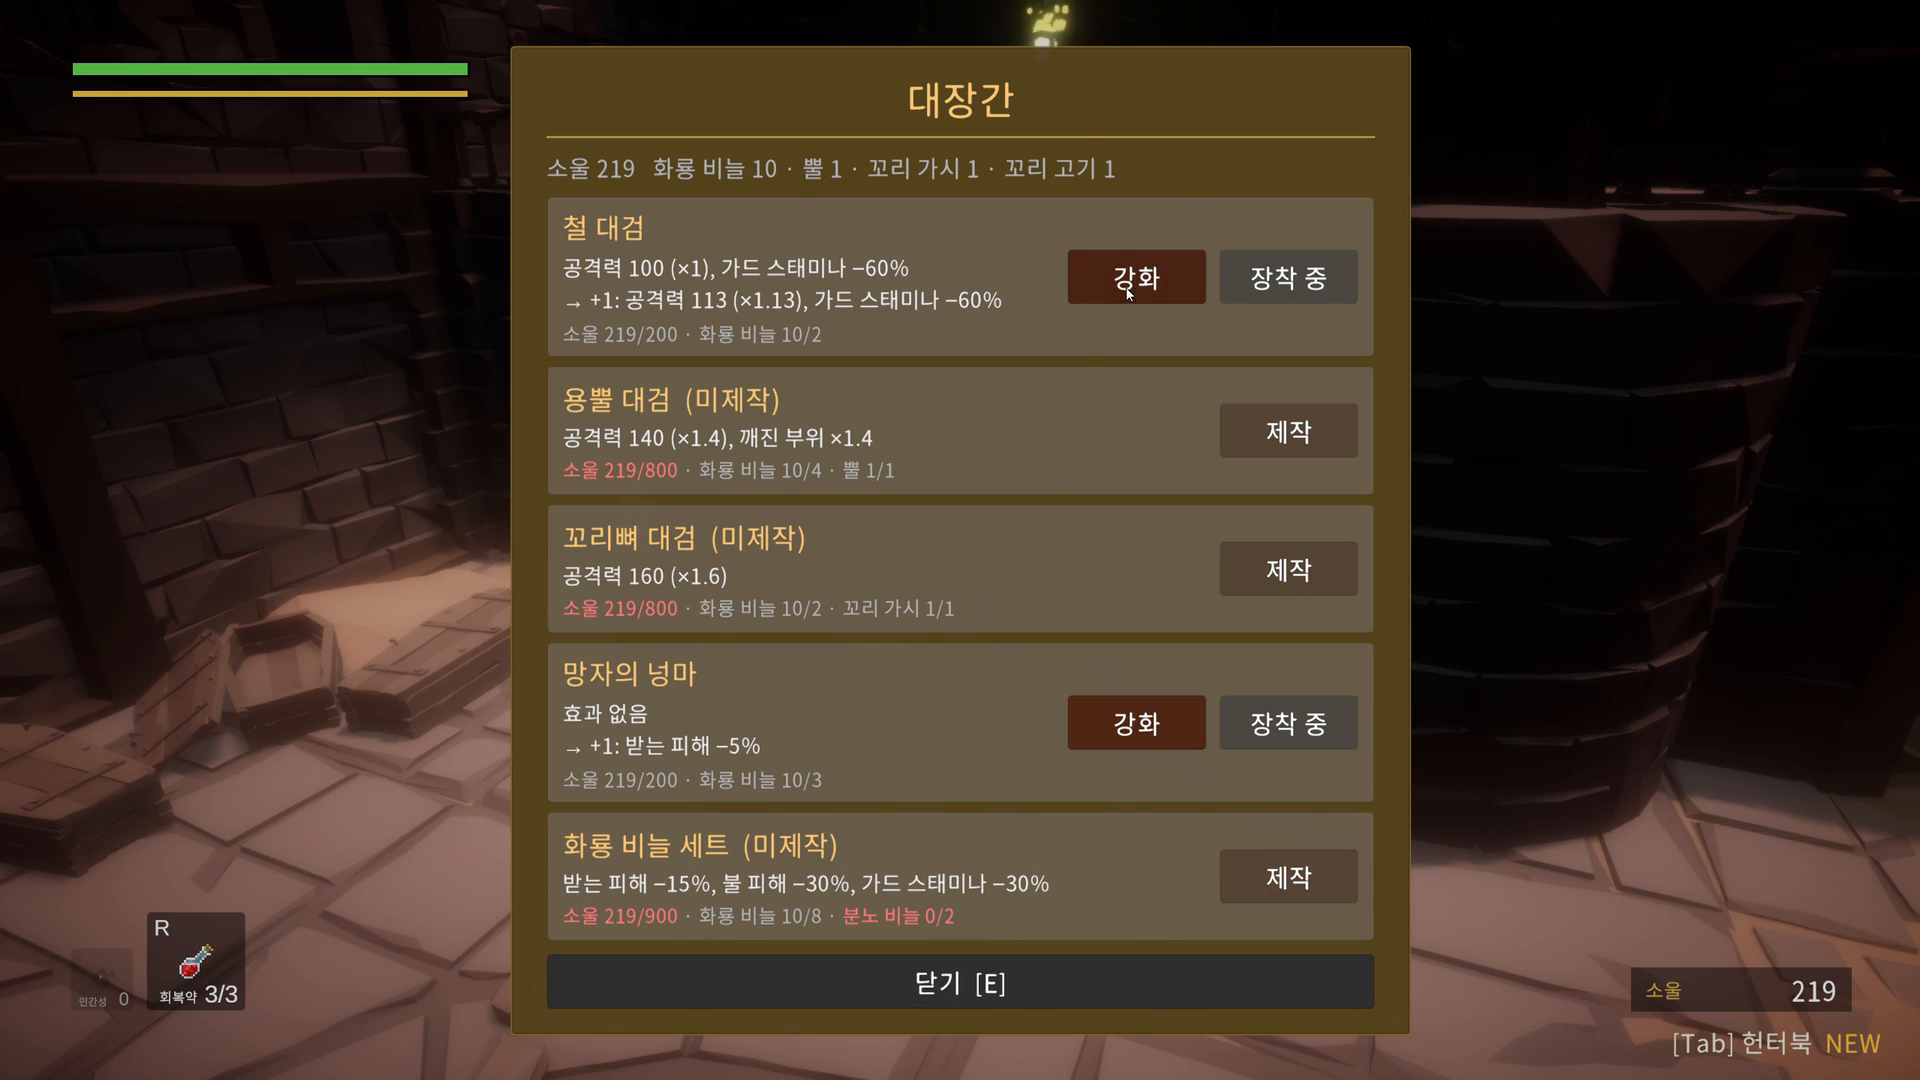 대장간
소울 219 화룡 비늘 10 · 뿔 1 · 꼬리 가시 1 · 꼬리 고기 1
철 대검
공격력 100 (×1), 가드 스태미나 −60%
→ +1: 공격력 113 (×1.13), 가드 스태미나 −60%
소울 219/200 · 화룡 비늘 10/2
강화
장착 중
용뿔 대검 (미제작)
공격력 140 (×1.4), 깨진 부위 ×1.4
소울 219/800 · 화룡 비늘 10/4 · 뿔 1/1
제작
꼬리뼈 대검 (미제작)
공격력 160 (×1.6)
소울 219/800 · 화룡 비늘 10/2 · 꼬리 가시 1/1
제작
망자의 넝마
효과 없음
→ +1: 받는 피해 −5%
소울 219/200 · 화룡 비늘 10/3
강화
장착 중
화룡 비늘 세트 (미제작)
받는 피해 −15%, 불 피해 −30%, 가드 스태미나 −30%
소울 219/900 · 화룡 비늘 10/8 · 분노 비늘 0/2
제작
닫기 [E]
R
인간성 0
회복약 3/3
소울 219
[Tab] 헌터북 NEW